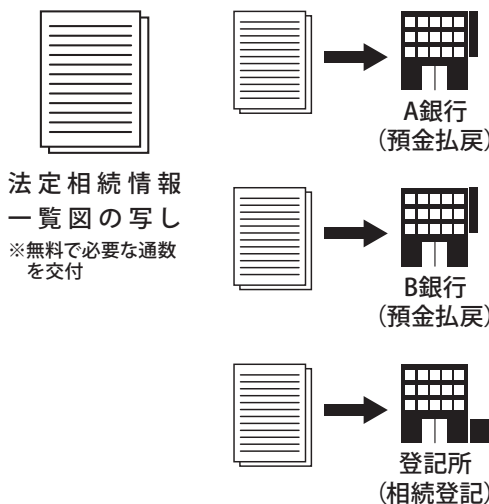 法定相続情報
一覧図の写し
※無料で必要な通数
を交付
A銀行
(預金払戻)
B銀行
(預金払戻)
登記所
(相続登記)